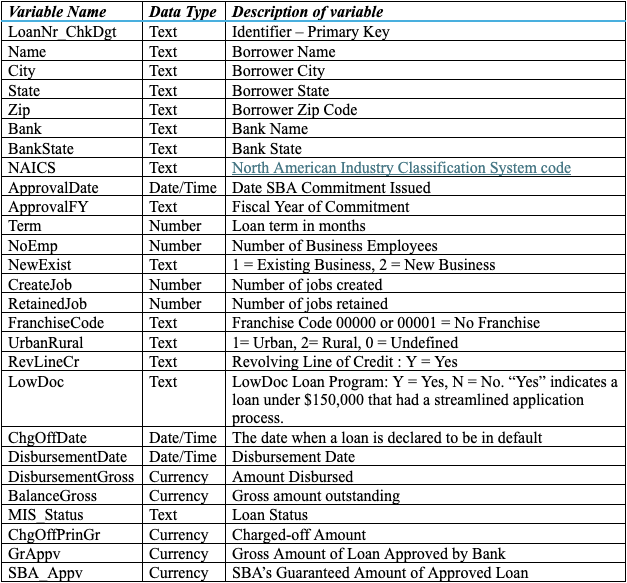 Variable Name Data Type Description of variable
LoanNr_ChkDgt Text Identifier – Primary Key
Name Text Borrower Name
City Text Borrower City
State Text Borrower State
Zip Text Borrower Zip Code
Bank Text Bank Name
BankState Text Bank State
NAICS Text North American Industry Classification System code
ApprovalDate Date/Time Date SBA Commitment Issued
ApprovalFY Text Fiscal Year of Commitment
Term Number Loan term in months
NoEmp Number Number of Business Employees
NewExist Text 1 = Existing Business, 2 = New Business
CreateJob Number Number of jobs created
RetainedJob Number Number of jobs retained
FranchiseCode Text Franchise Code 00000 or 00001 = No Franchise
UrbanRural Text 1= Urban, 2= Rural, 0 = Undefined
RevLineCr Text Revolving Line of Credit : Y = Yes
LowDoc Text LowDoc Loan Program: Y = Yes, N = No. “Yes” indicates a
loan under $150,000 that had a streamlined application
process.
ChgOffDate Date/Time The date when a loan is declared to be in default
DisbursementDate Date/Time Disbursement Date
DisbursementGross Currency Amount Disbursed
BalanceGross Currency Gross amount outstanding
MIS_Status Text Loan Status
ChgOffPrinGr Currency Charged-off Amount
GrAppv Currency Gross Amount of Loan Approved by Bank
SBA_Appv Currency SBA’s Guaranteed Amount of Approved Loan